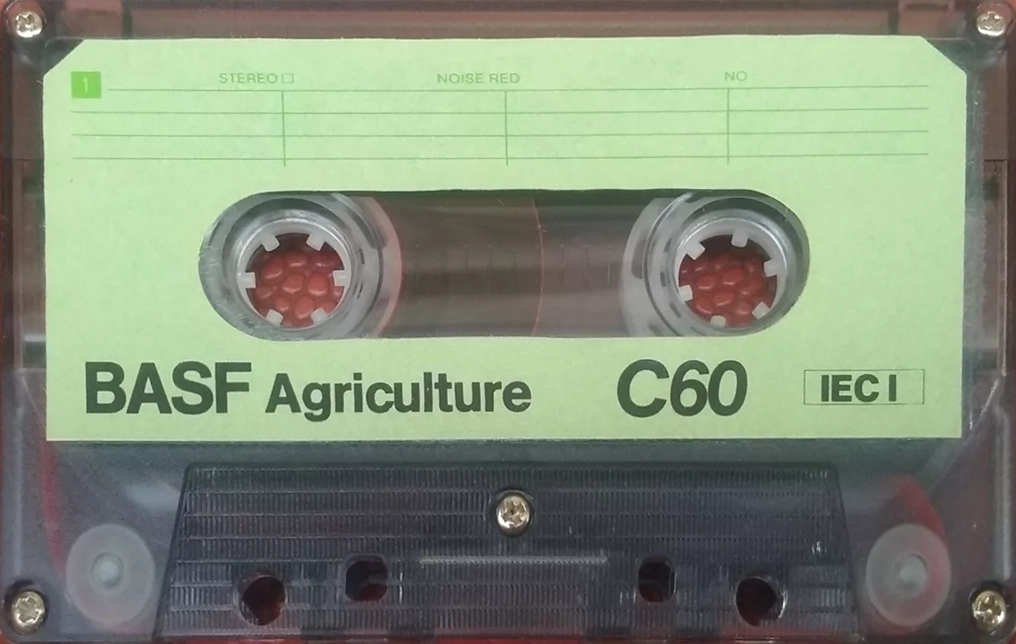 1 STEREO □ NOISE RED NO
BASF Agriculture C60 IEC I